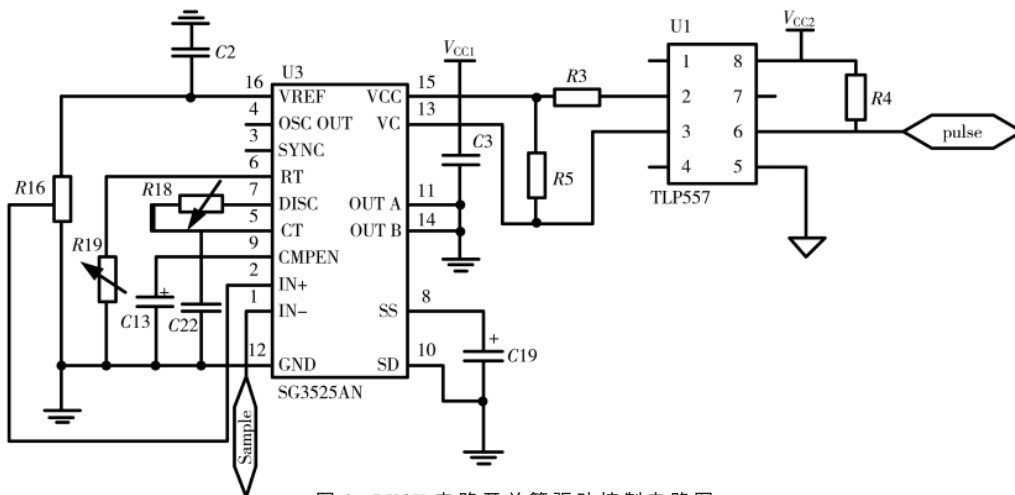 C2
V_CC1
U3
16 VREF
4 OSC OUT
3 SYNC
6 RT
7 DISC
5 CT
9 CMPEN
2 IN+
1 IN-
12 GND
VCC 15
VC 13
OUT A 11
OUT B 14
SS 8
SD 10
SG3525AN
R16
R18
R19
C13
+
C22
Sample
C3
R3
R5
C19
+
U1
1
2
3
4
8
7
6
5
TLP557
V_CC2
R4
pulse